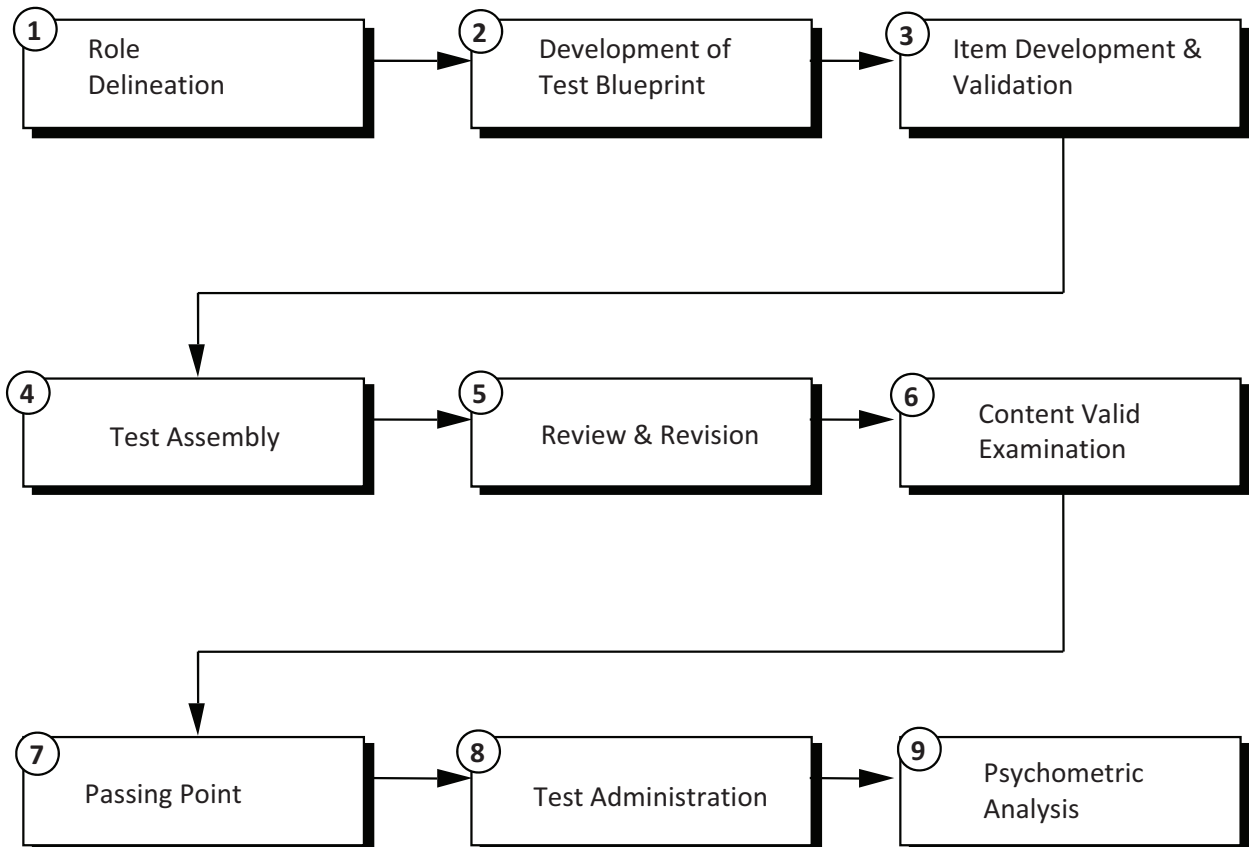 1
Role
Delineation
2
Development of
Test Blueprint
3
Item Development &
Validation
4
Test Assembly
5
Review & Revision
6
Content Valid
Examination
7
Passing Point
8
Test Administration
9
Psychometric
Analysis